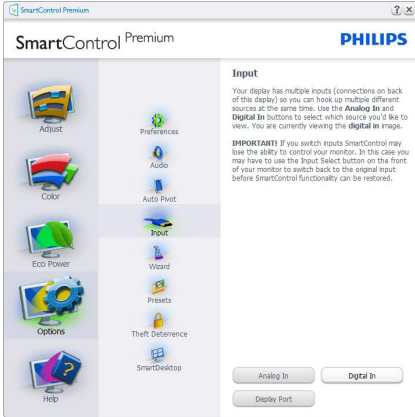 SmartControl Premium
SmartControl Premium
PHILIPS
Adjust
Color
Eco Power
Options
Help
Preferences
Audio
Auto Pivot
Input
Wizard
Presets
Theft Deterrence
SmartDesktop
Input
Your display has multiple inputs (connections on back
of this display) so you can hook up multiple different
sources at the same time. Use the Analog In and
Digital In buttons to select which source you'd like to
view. You are currently viewing the digital in image.
IMPORTANT! If you switch inputs SmartControl may
lose the ability to control your monitor. In this case you
may have to use the Input Select button on the front
of your monitor to switch back to the original input
before SmartControl functionality can be restored.
Analog In
Digital In
Display Port